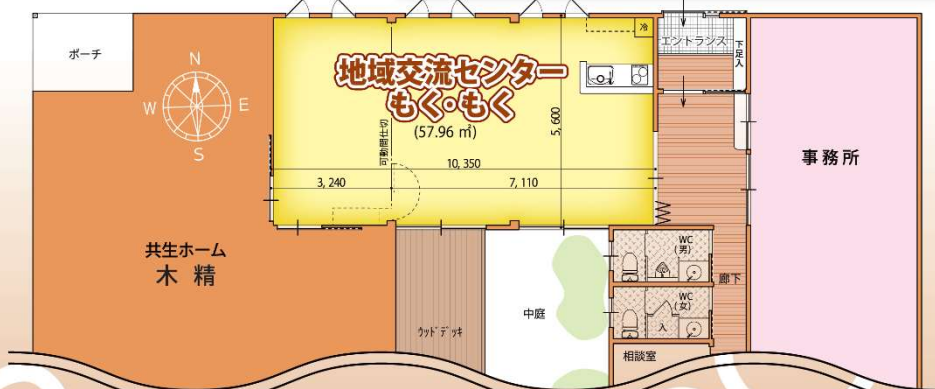 ポーチ
N
W
E
S
共生ホーム
木 精
地域交流センター
もく・もく
(57.96 ㎡)
可動間仕切
5, 600
10, 350
3, 240
7, 110
冷
エントランス
下足入
事務所
WC
(男)
廊下
WC
(女)
入
ウッドデッキ
中庭
相談室